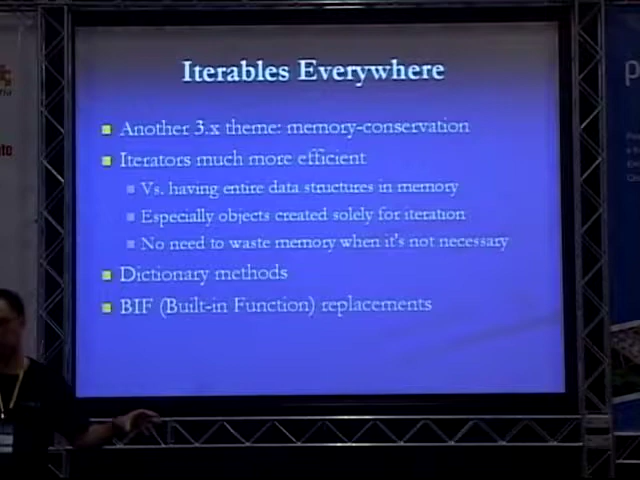 Iterables Everywhere
Another 3.x theme: memory-conservation
Iterators much more efficient
Vs. having entire data structures in memory
Especially objects created solely for iteration
No need to waste memory when it's not necessary
Dictionary methods
BIF (Built-in Function) replacements